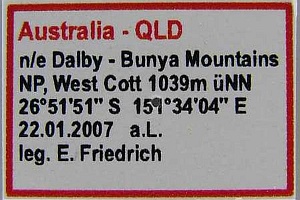 Australia - QLD
n/e Dalby - Bunya Mountains
NP, West Cott 1039m üNN
26°51'51" S  151°34'04" E
22.01.2007   a.L.
leg. E. Friedrich